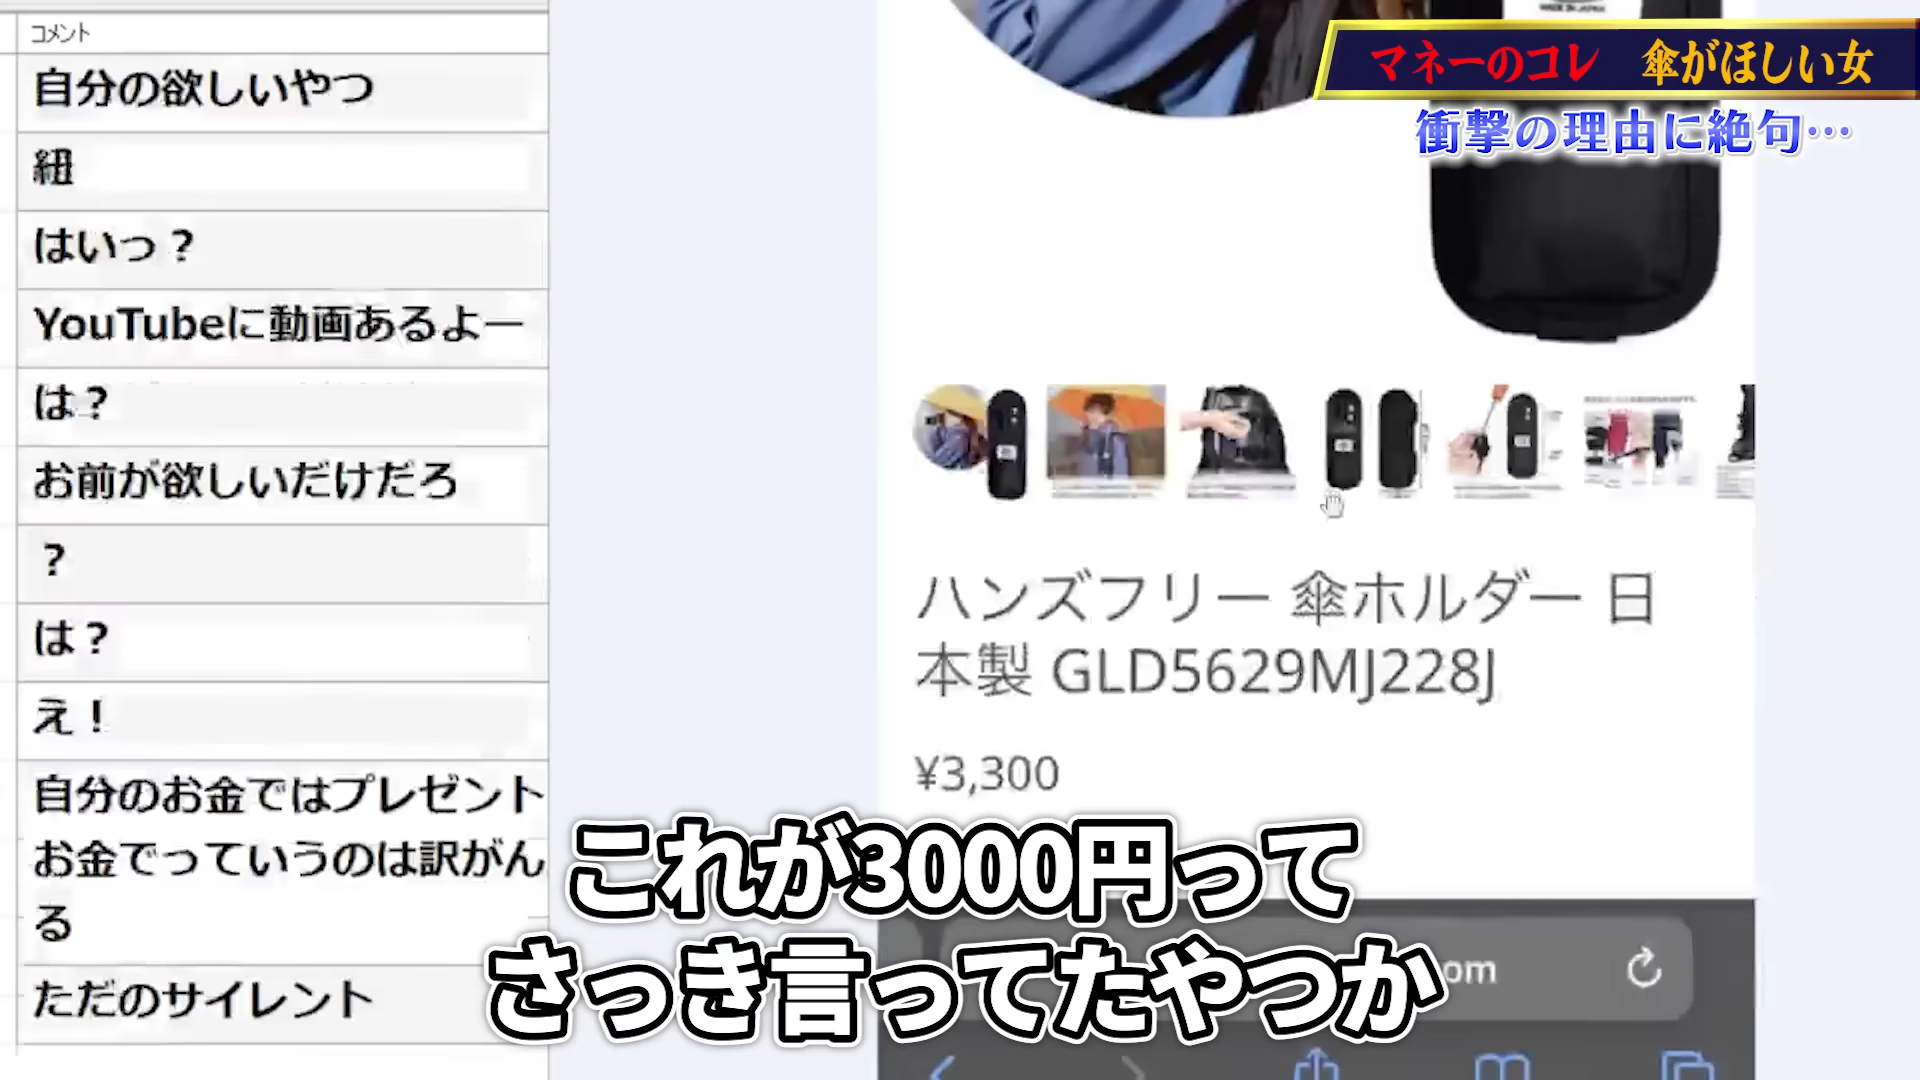 コメント
自分の欲しいやつ
紐
はいっ？
YouTubeに動画あるよー
は？
お前が欲しいだけだろ
？
は？
え！
自分のお金ではプレゼント
お金でっていうのは訳がん
る
ただのサイレント
マネーのコレ 傘がほしい女
衝撃の理由に絶句…
MADE IN JAPAN
ハンズフリー 傘ホルダー 日
本製 GLD5629MJ228J
¥3,300
om
これが3000円って
さっき言ってたやつか